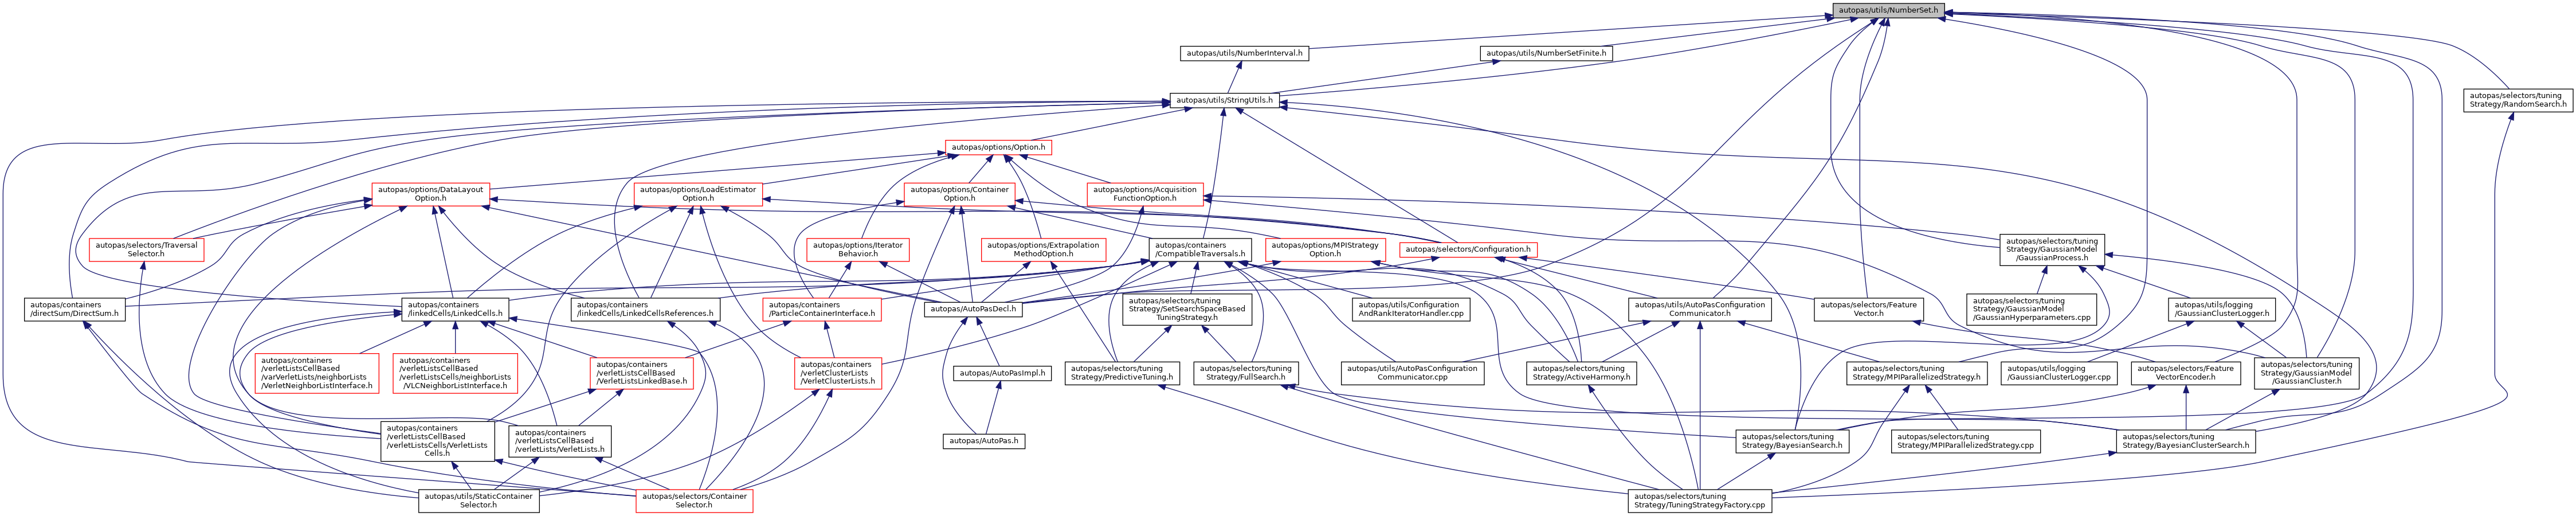 autopas/utils/NumberSet.h
autopas/utils/NumberInterval.h
autopas/utils/NumberSetFinite.h
autopas/utils/StringUtils.h
autopas/selectors/tuning
Strategy/RandomSearch.h
autopas/options/Option.h
autopas/options/DataLayout
Option.h
autopas/options/LoadEstimator
Option.h
autopas/options/Container
Option.h
autopas/options/Acquisition
FunctionOption.h
autopas/selectors/Traversal
Selector.h
autopas/options/Iterator
Behavior.h
autopas/options/Extrapolation
MethodOption.h
autopas/containers
/CompatibleTraversals.h
autopas/options/MPIStrategy
Option.h
autopas/selectors/Configuration.h
autopas/selectors/tuning
Strategy/GaussianModel
/GaussianProcess.h
autopas/containers
/directSum/DirectSum.h
autopas/containers
/linkedCells/LinkedCells.h
autopas/containers
/linkedCells/LinkedCellsReferences.h
autopas/containers
/ParticleContainerInterface.h
autopas/AutoPasDecl.h
autopas/selectors/tuning
Strategy/SetSearchSpaceBased
TuningStrategy.h
autopas/utils/Configuration
AndRankIteratorHandler.cpp
autopas/utils/AutoPasConfiguration
Communicator.h
autopas/selectors/Feature
Vector.h
autopas/selectors/tuning
Strategy/GaussianModel
/GaussianHyperparameters.cpp
autopas/utils/logging
/GaussianClusterLogger.h
autopas/containers
/verletListsCellBased
/varVerletLists/neighborLists
/VerletNeighborListInterface.h
autopas/containers
/verletListsCellBased
/verletListsCells/neighborLists
/VLCNeighborListInterface.h
autopas/containers
/verletListsCellBased
/VerletListsLinkedBase.h
autopas/containers
/verletClusterLists
/VerletClusterLists.h
autopas/AutoPasImpl.h
autopas/selectors/tuning
Strategy/PredictiveTuning.h
autopas/selectors/tuning
Strategy/FullSearch.h
autopas/utils/AutoPasConfiguration
Communicator.cpp
autopas/selectors/tuning
Strategy/ActiveHarmony.h
autopas/selectors/tuning
Strategy/MPIParallelizedStrategy.h
autopas/utils/logging
/GaussianClusterLogger.cpp
autopas/selectors/Feature
VectorEncoder.h
autopas/selectors/tuning
Strategy/GaussianModel
/GaussianCluster.h
autopas/containers
/verletListsCellBased
/verletListsCells/VerletLists
Cells.h
autopas/containers
/verletListsCellBased
/verletLists/VerletLists.h
autopas/AutoPas.h
autopas/selectors/tuning
Strategy/BayesianSearch.h
autopas/selectors/tuning
Strategy/MPIParallelizedStrategy.cpp
autopas/selectors/tuning
Strategy/BayesianClusterSearch.h
autopas/utils/StaticContainer
Selector.h
autopas/selectors/Container
Selector.h
autopas/selectors/tuning
Strategy/TuningStrategyFactory.cpp